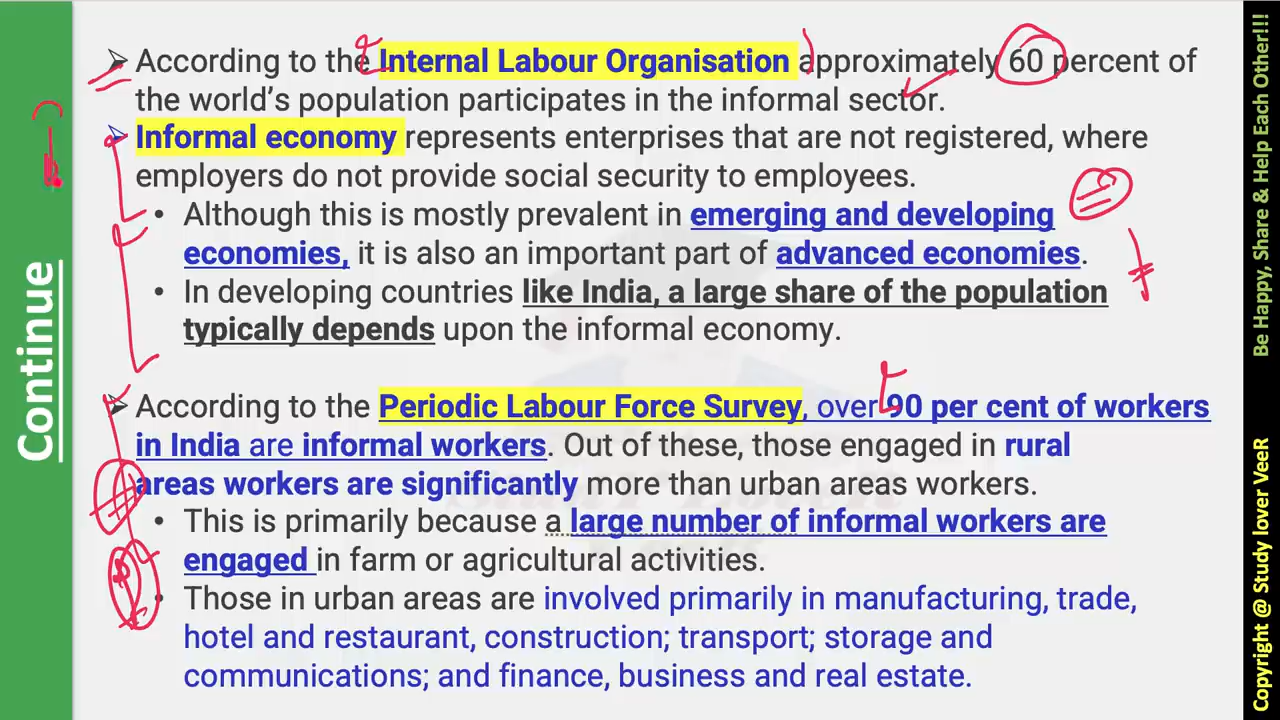 Continue
According to the Internal Labour Organisation approximately 60 percent of
the world's population participates in the informal sector.
Informal economy represents enterprises that are not registered, where
employers do not provide social security to employees.
• Although this is mostly prevalent in emerging and developing
economies, it is also an important part of advanced economies.
• In developing countries like India, a large share of the population
typically depends upon the informal economy.
According to the Periodic Labour Force Survey, over 90 per cent of workers
in India are informal workers. Out of these, those engaged in rural
areas workers are significantly more than urban areas workers.
• This is primarily because a large number of informal workers are
engaged in farm or agricultural activities.
• Those in urban areas are involved primarily in manufacturing, trade,
hotel and restaurant, construction; transport; storage and
communications; and finance, business and real estate.
Be Happy, Share & Help Each Other!!!
Copyright @ Study lover VeeR